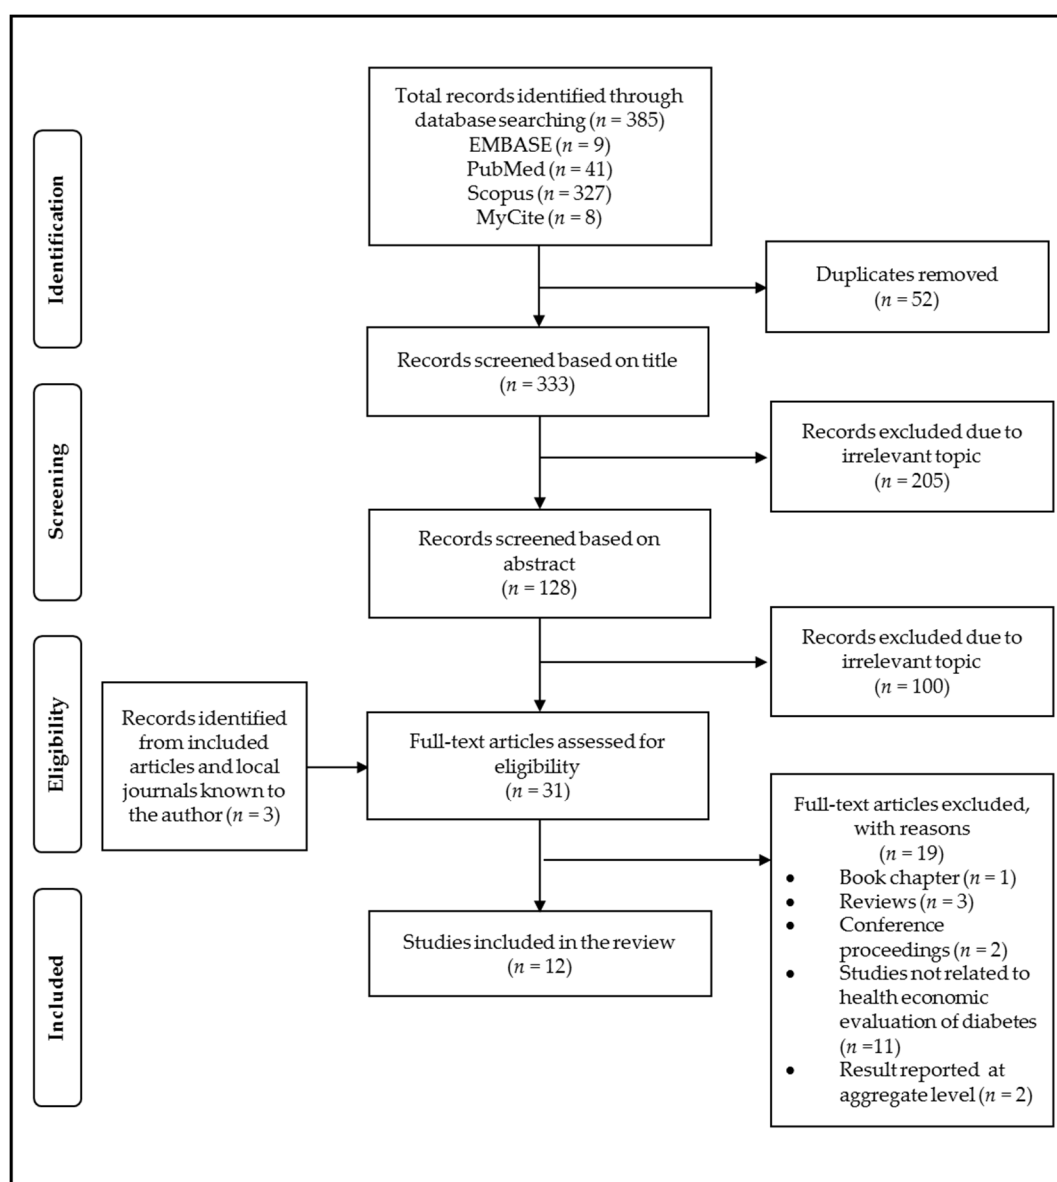 Identification
Total records identified through
database searching (n = 385)
EMBASE (n = 9)
PubMed (n = 41)
Scopus (n = 327)
MyCite (n = 8)
Duplicates removed
(n = 52)
Records screened based on title
(n = 333)
Screening
Records excluded due to
irrelevant topic
(n = 205)
Records screened based on
abstract
(n = 128)
Records excluded due to
irrelevant topic
(n = 100)
Eligibility
Records identified
from included
articles and local
journals known to
the author (n = 3)
Full-text articles assessed for
eligibility
(n = 31)
Full-text articles excluded,
with reasons
(n = 19)
• Book chapter (n = 1)
• Reviews (n = 3)
• Conference
proceedings (n = 2)
• Studies not related to
health economic
evaluation of diabetes
(n =11)
• Result reported at
aggregate level (n = 2)
Included
Studies included in the review
(n = 12)